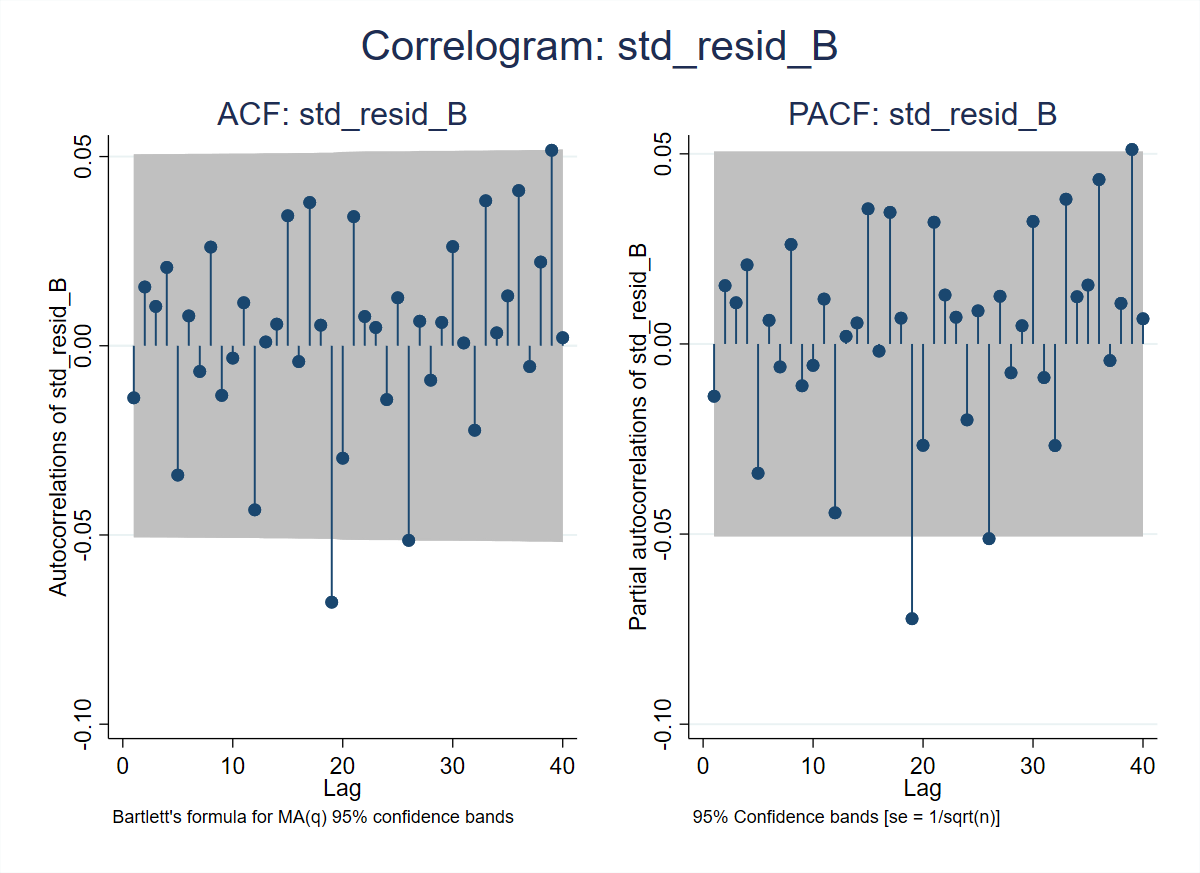 Correlogram: std_resid_B
ACF: std_resid_B
Autocorrelations of std_resid_B
0.05
0.00
-0.05
-0.10
0 10 20 30 40
Lag
Bartlett's formula for MA(q) 95% confidence bands
PACF: std_resid_B
Partial autocorrelations of std_resid_B
0.05
0.00
-0.05
-0.10
0 10 20 30 40
Lag
95% Confidence bands [se = 1/sqrt(n)]